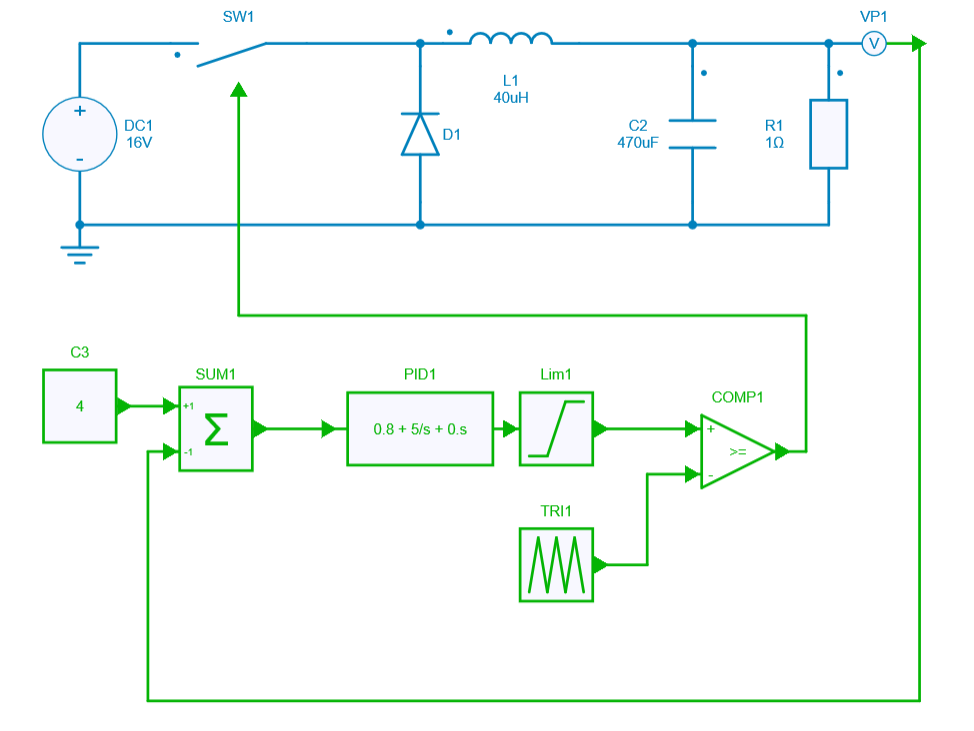 SW1
VP1
V
L1
40uH
+
DC1
16V
-
D1
C2
470uF
R1
1Ω
C3
4
SUM1
+1
Σ
-1
PID1
0.8 + 5/s + 0.s
Lim1
COMP1
+
>=
-
TRI1